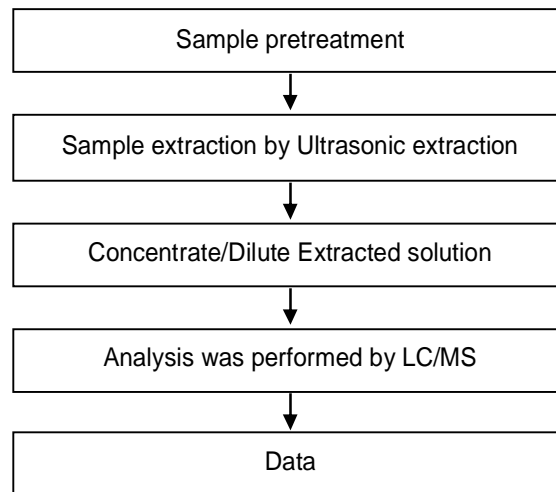 Sample pretreatment
Sample extraction by Ultrasonic extraction
Concentrate/Dilute Extracted solution
Analysis was performed by LC/MS
Data